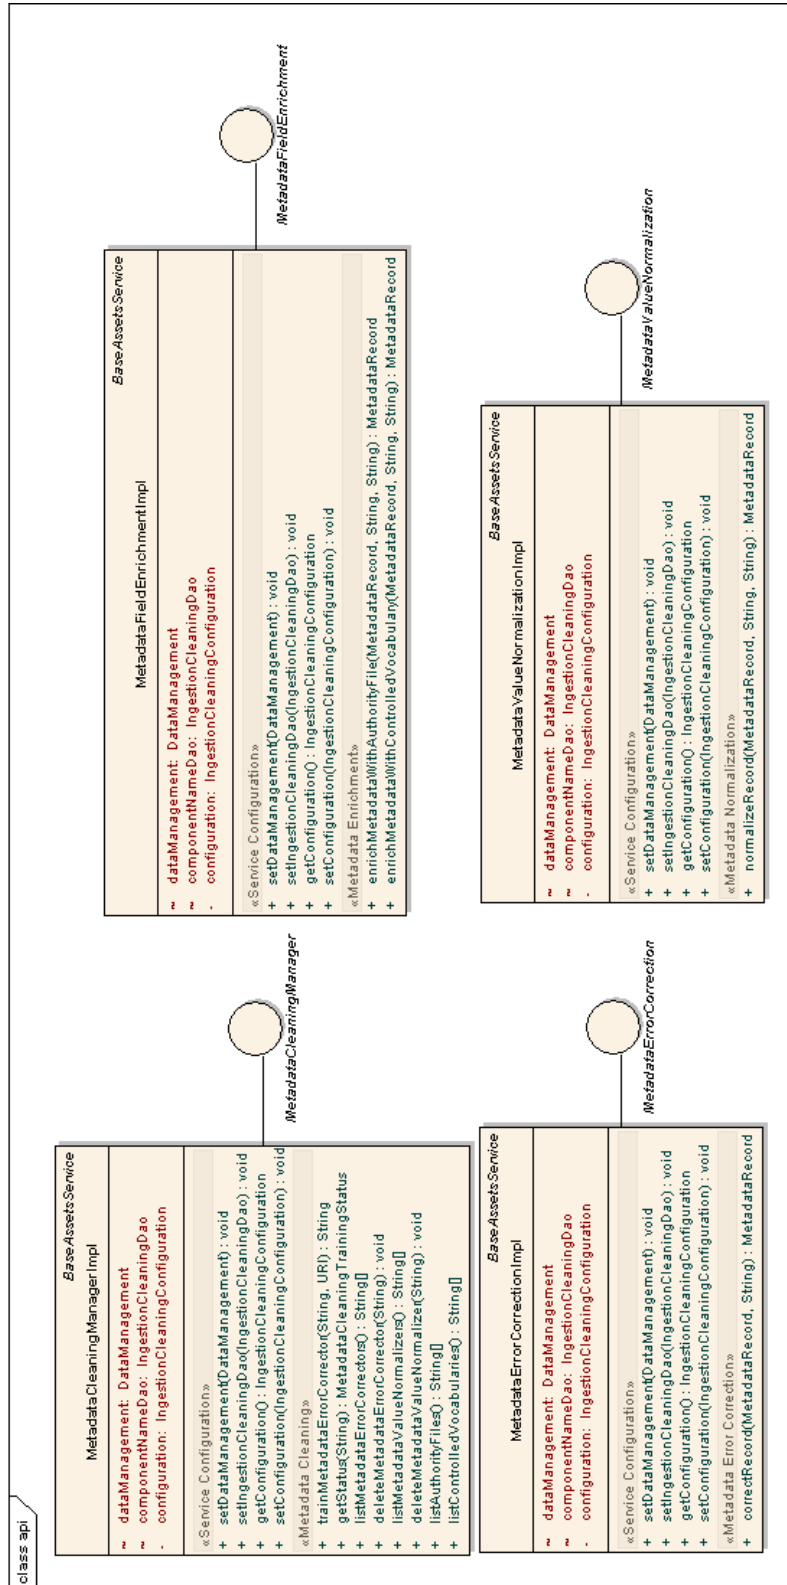 class api
BaseAssetsService
MetadataCleaningManagerImpl
~ dataManagement: DataManagement
~ componentNameDao: IngestionCleaningDao
- configuration: IngestionCleaningConfiguration
«Service Configuration»
+ setDataManagement(DataManagement) : void
+ setIngestionCleaningDao(IngestionCleaningDao) : void
+ getConfiguration() : IngestionCleaningConfiguration
+ setConfiguration(IngestionCleaningConfiguration) : void
«Metadata Cleaning»
+ trainMetadataErrorCorrector(String, URI) : String
+ getStatus(String) : MetadataCleaningTrainingStatus
+ listMetadataErrorCorrectors() : String[]
+ deleteMetadataErrorCorrector(String) : void
+ listMetadataValueNormalizers() : String[]
+ deleteMetadataValueNormalizer(String) : void
+ listAuthorityFiles() : String[]
+ listControlledVocabularies() : String[]
IMetadataCleaningManager
BaseAssetsService
MetadataFieldEnrichmentImpl
~ dataManagement: DataManagement
~ componentNameDao: IngestionCleaningDao
- configuration: IngestionCleaningConfiguration
«Service Configuration»
+ setDataManagement(DataManagement) : void
+ setIngestionCleaningDao(IngestionCleaningDao) : void
+ getConfiguration() : IngestionCleaningConfiguration
+ setConfiguration(IngestionCleaningConfiguration) : void
«Metadata Enrichment»
+ enrichMetadataWithAuthorityFile(MetadataRecord, String, String) : MetadataRecord
+ enrichMetadataWithControlledVocabulary(MetadataRecord, String, String) : MetadataRecord
IMetadataFieldEnrichment
BaseAssetsService
MetadataErrorCorrectionImpl
~ dataManagement: DataManagement
~ componentNameDao: IngestionCleaningDao
- configuration: IngestionCleaningConfiguration
«Service Configuration»
+ setDataManagement(DataManagement) : void
+ setIngestionCleaningDao(IngestionCleaningDao) : void
+ getConfiguration() : IngestionCleaningConfiguration
+ setConfiguration(IngestionCleaningConfiguration) : void
«Metadata Error Correction»
+ correctRecord(MetadataRecord, String) : MetadataRecord
IMetadataErrorCorrection
BaseAssetsService
MetadataValueNormalizationImpl
~ dataManagement: DataManagement
~ componentNameDao: IngestionCleaningDao
- configuration: IngestionCleaningConfiguration
«Service Configuration»
+ setDataManagement(DataManagement) : void
+ setIngestionCleaningDao(IngestionCleaningDao) : void
+ getConfiguration() : IngestionCleaningConfiguration
+ setConfiguration(IngestionCleaningConfiguration) : void
«Metadata Normalization»
+ normalizeRecord(MetadataRecord, String, String) : MetadataRecord
IMetadataValueNormalization